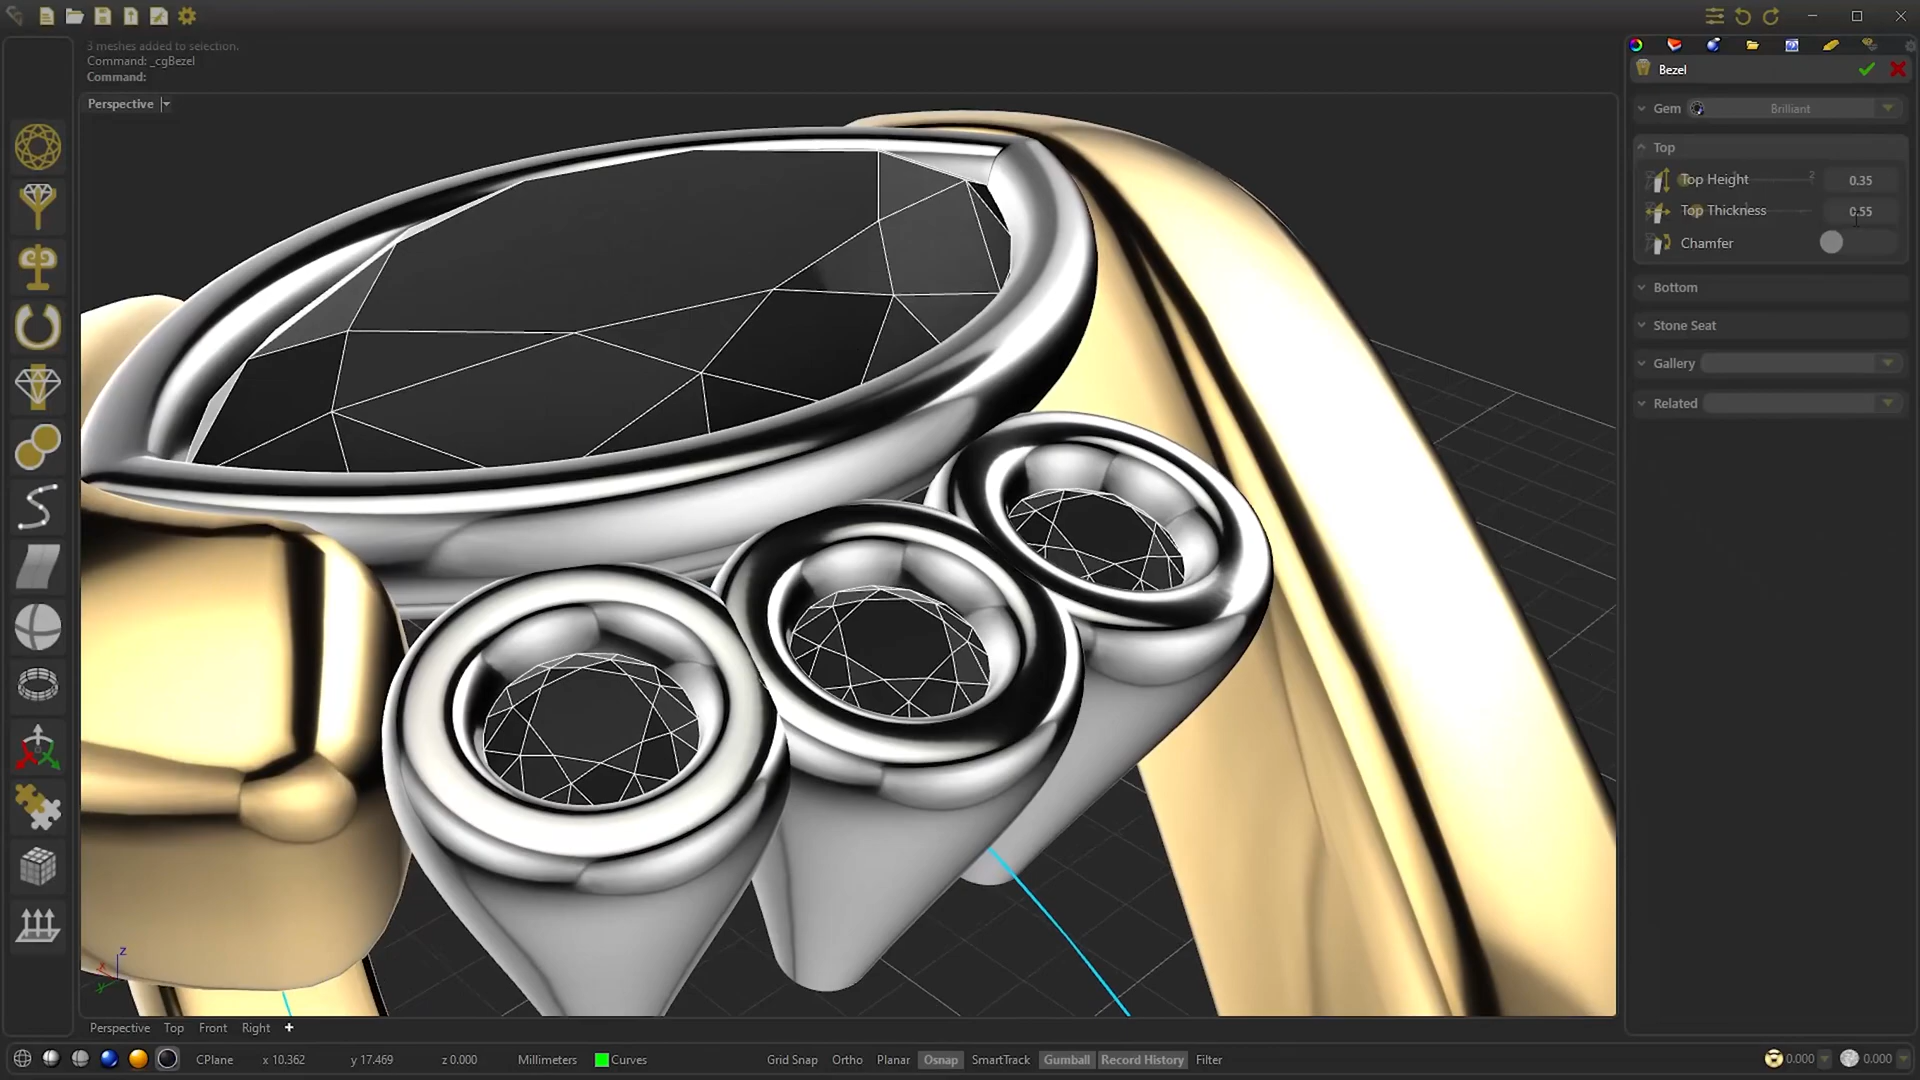 3 meshes added to selection.
Command: _cgBezel
Command:
Perspective
Bezel
Gem Brilliant
Top
Top Height 2 0.35
Top Thickness 0.55
Chamfer
Bottom
Stone Seat
Gallery
Related
z
x
y
Perspective Top Front Right
CPlane x 10.362 y 17.469 z 0.000 Millimeters Curves Grid Snap Ortho Planar Osnap SmartTrack Gumball Record History Filter 0.000 0.000